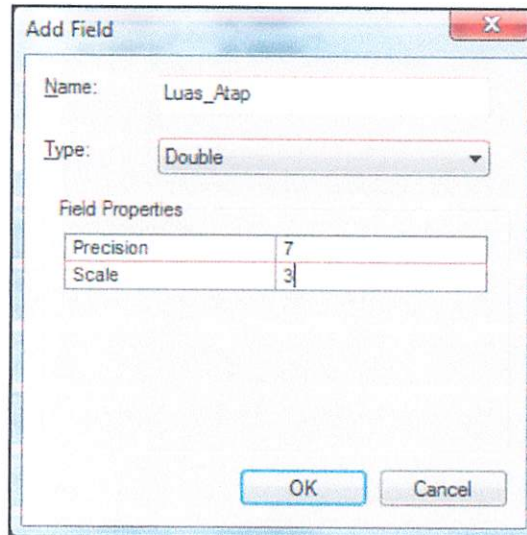 Add Field
Name: Luas_Atap
Type: Double
Field Properties
Precision 7
Scale 3
OK Cancel